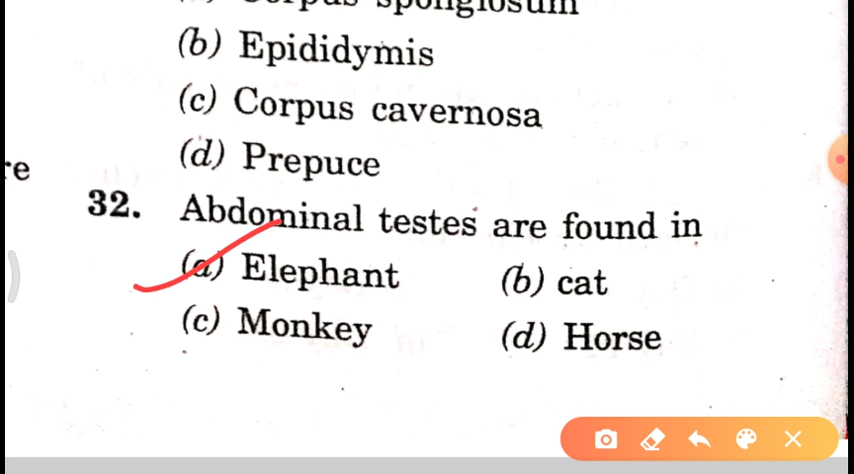 (b) Epididymis
(c) Corpus cavernosa
(d) Prepuce
32. Abdominal testes are found in
(a) Elephant (b) cat
(c) Monkey (d) Horse